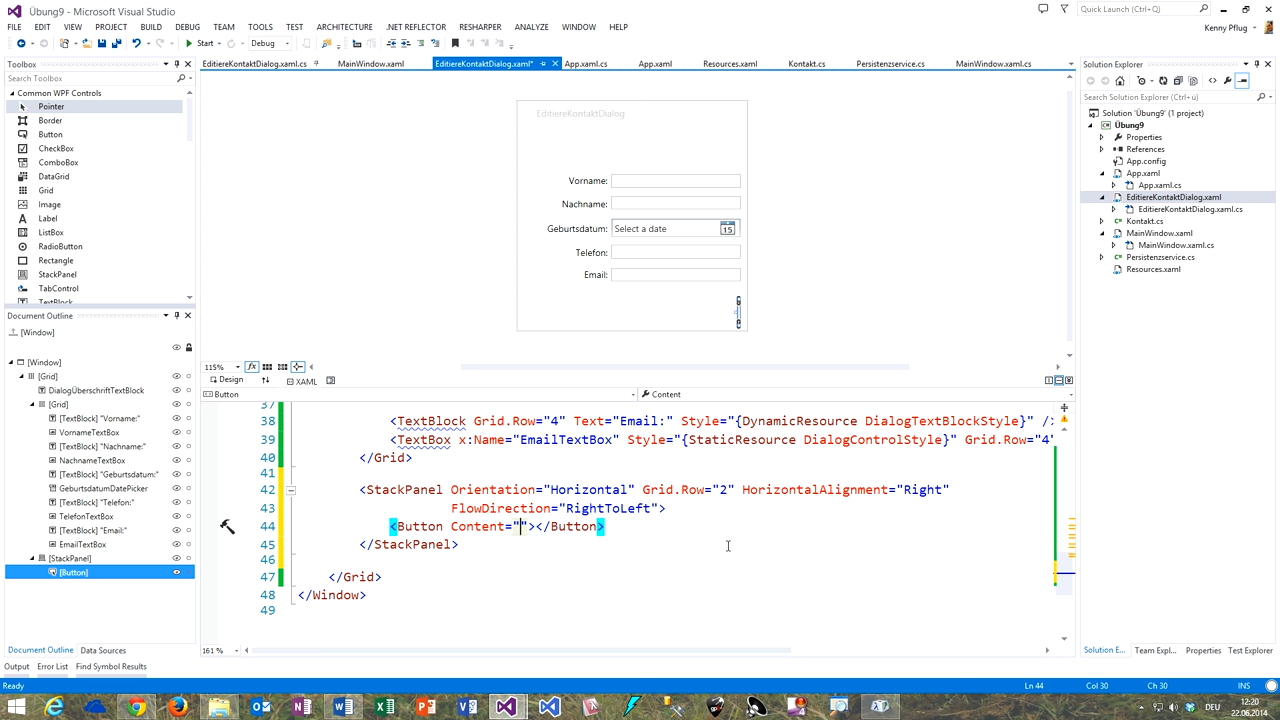 Übung9 - Microsoft Visual Studio
Quick Launch (Ctrl+Ü)
FILE EDIT VIEW PROJECT BUILD DEBUG TEAM TOOLS TEST ARCHITECTURE .NET REFLECTOR RESHARPER ANALYZE WINDOW HELP
Kenny Pflug
Start Debug
Toolbox
Search Toolbox
Common WPF Controls
Pointer
Border
Button
CheckBox
ComboBox
DataGrid
Grid
Image
Label
ListBox
RadioButton
Rectangle
StackPanel
TabControl
TextBlock
Document Outline
[Window]
[Window]
[Grid]
DialogÜberschriftTextBlock
[Grid]
[TextBlock] "Vorname:"
VornameTextBox
[TextBlock] "Nachname:"
NachnameTextBox
[TextBlock] "Geburtsdatum:"
GeburtsdatumDatePicker
[TextBlock] "Telefon:"
TelefonTextBox
[TextBlock] "Email:"
EmailTextBox
[StackPanel]
[Button]
Document Outline Data Sources
Output Error List Find Symbol Results
Ready
EditiereKontaktDialog.xaml.cs MainWindow.xaml EditiereKontaktDialog.xaml* App.xaml.cs App.xaml Resources.xaml Kontakt.cs Persistenzservice.cs MainWindow.xaml.cs
EditiereKontaktDialog
Vorname:
Nachname:
Geburtsdatum: Select a date 15
Telefon:
Email:
115%
Design XAML
Button Content
37
38 <TextBlock Grid.Row="4" Text="Email:" Style="{DynamicResource DialogTextBlockStyle}" />
39 <TextBox x:Name="EmailTextBox" Style="{StaticResource DialogControlStyle}" Grid.Row="4"
40 </Grid>
41
42 <StackPanel Orientation="Horizontal" Grid.Row="2" HorizontalAlignment="Right"
43 FlowDirection="RightToLeft">
44 <Button Content=""></Button>
45 </StackPanel>
46
47 </Grid>
48 </Window>
49
161 %
Solution Explorer
Search Solution Explorer (Ctrl+ü)
Solution 'Übung9' (1 project)
Übung9
Properties
References
App.config
App.xaml
App.xaml.cs
EditiereKontaktDialog.xaml
EditiereKontaktDialog.xaml.cs
Kontakt.cs
MainWindow.xaml
MainWindow.xaml.cs
Persistenzservice.cs
Resources.xaml
Solution E... Team Expl... Properties Test Explorer
Ln 44 Col 30 Ch 30 INS
DEU
12:20
22.06.2014